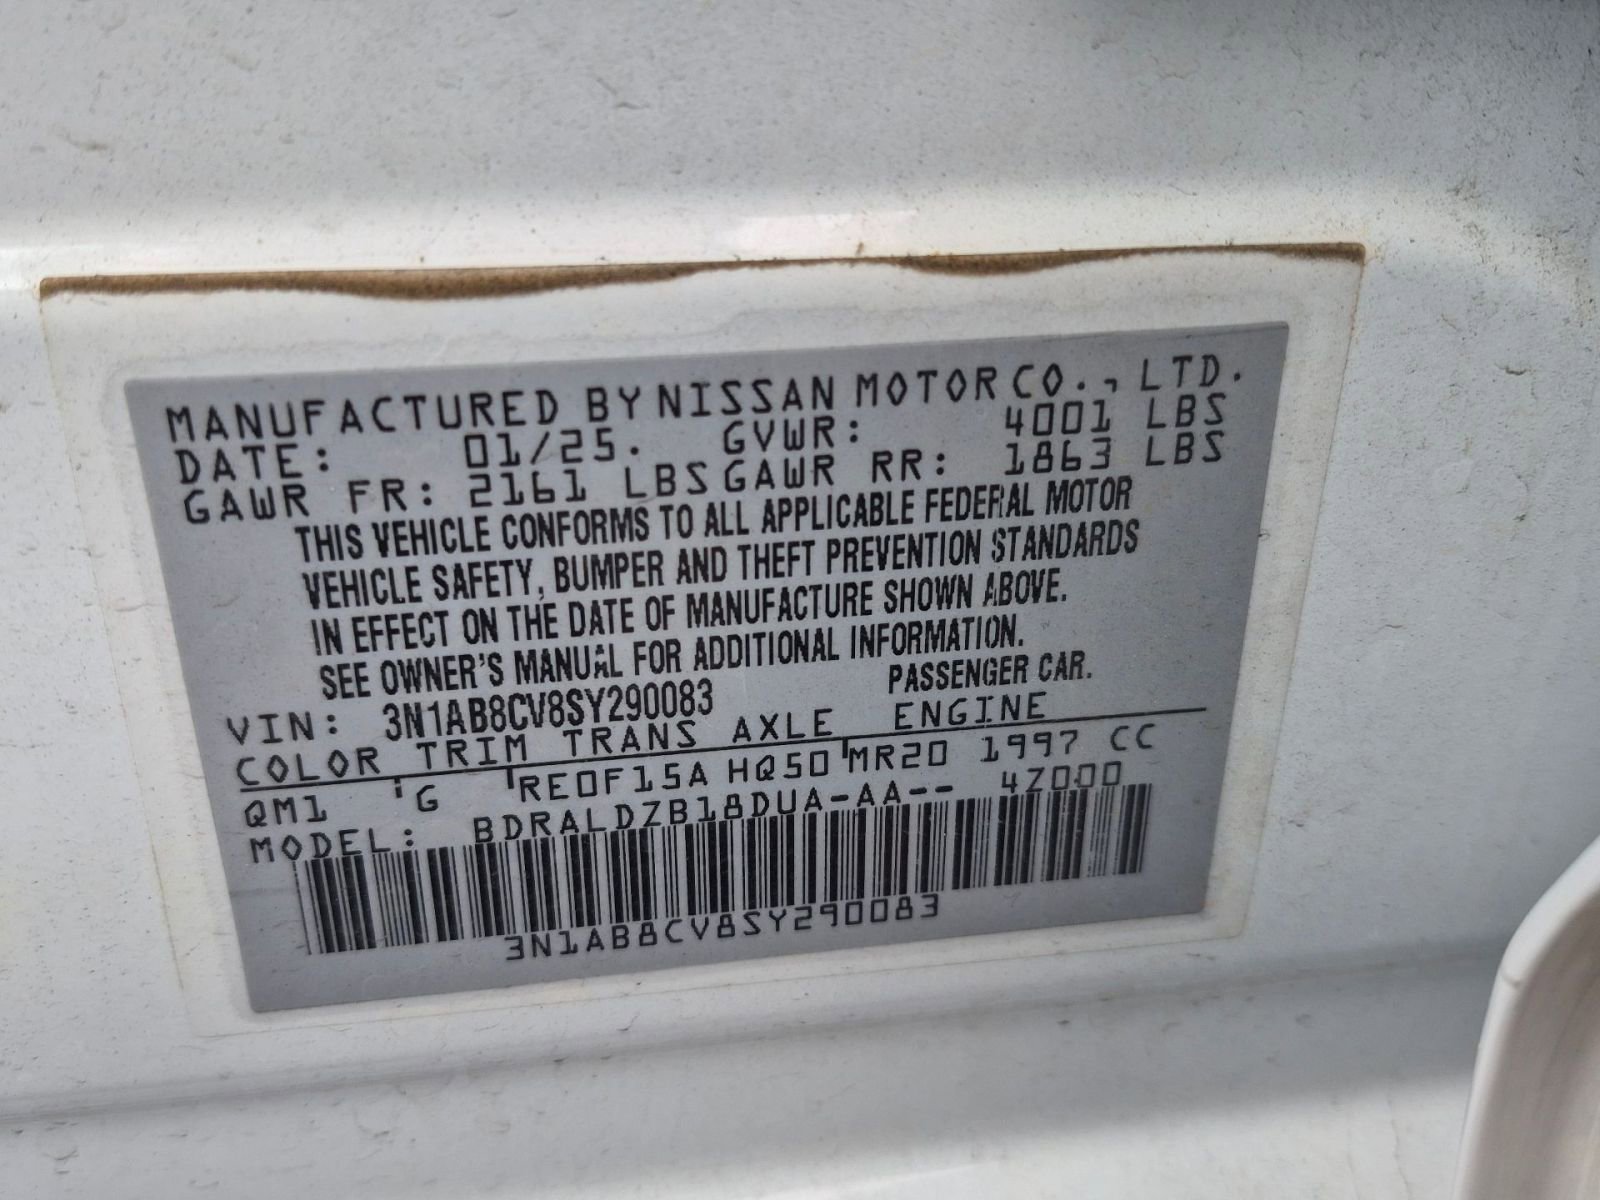 MANUFACTURED BY NISSAN MOTOR CO., LTD.
DATE: 01/25. GVWR: 4001 LBS
GAWR FR: 2161 LBS GAWR RR: 1863 LBS
THIS VEHICLE CONFORMS TO ALL APPLICABLE FEDERAL MOTOR
VEHICLE SAFETY, BUMPER AND THEFT PREVENTION STANDARDS
IN EFFECT ON THE DATE OF MANUFACTURE SHOWN ABOVE.
SEE OWNER'S MANUAL FOR ADDITIONAL INFORMATION.
VIN: 3N1AB8CV8SY290083 PASSENGER CAR.
COLOR TRIM TRANS AXLE ENGINE
QM1 G RE0F15A HQ50 MR20 1997 CC
MODEL: BDRALDZB18DUA-AA-- 4Z000
3N1AB8CV8SY290083